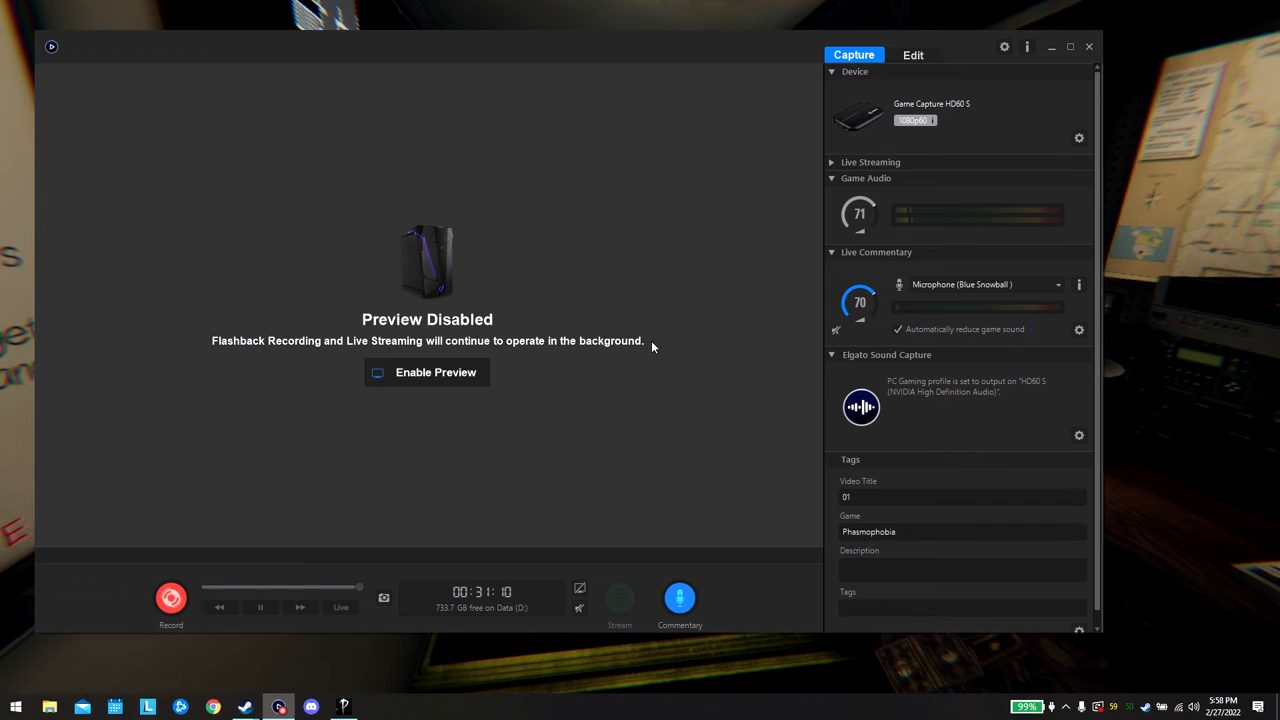 Capture
Edit
Device
Game Capture HD60 S
1080p60
Live Streaming
Game Audio
71
Live Commentary
Microphone (Blue Snowball )
70
Automatically reduce game sound
Preview Disabled
Flashback Recording and Live Streaming will continue to operate in the background.
Enable Preview
Elgato Sound Capture
PC Gaming profile is set to output on "HD60 S
(NVIDIA High Definition Audio)".
Tags
Video Title
01
Game
Phasmophobia
Description
Tags
Live
00:31:10
733.7 GB free on Data (D:)
Record
Stream
Commentary
99%
59
50
5:58 PM
2/27/2022